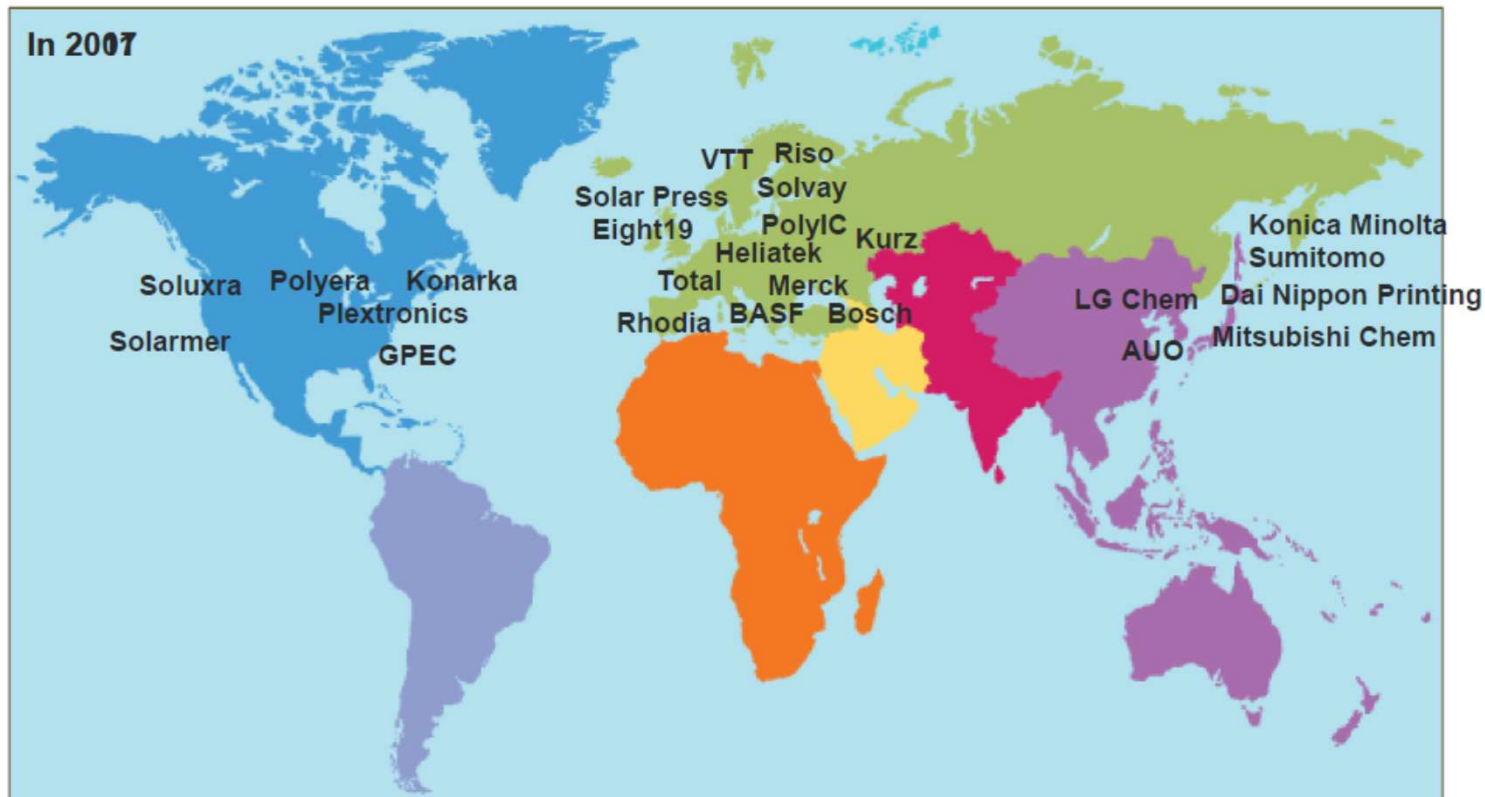 In
VTT
Riso
Solar Press
Solvay
Eight19
PolyIC
Kurz
Heliatek
Total
Merck
Rhodia
BASF
Bosch
Soluxra
Polyera
Konarka
Plextronics
Solarmer
GPEC
Konica Minolta
Sumitomo
LG Chem
Dai Nippon Printing
AUO
Mitsubishi Chem